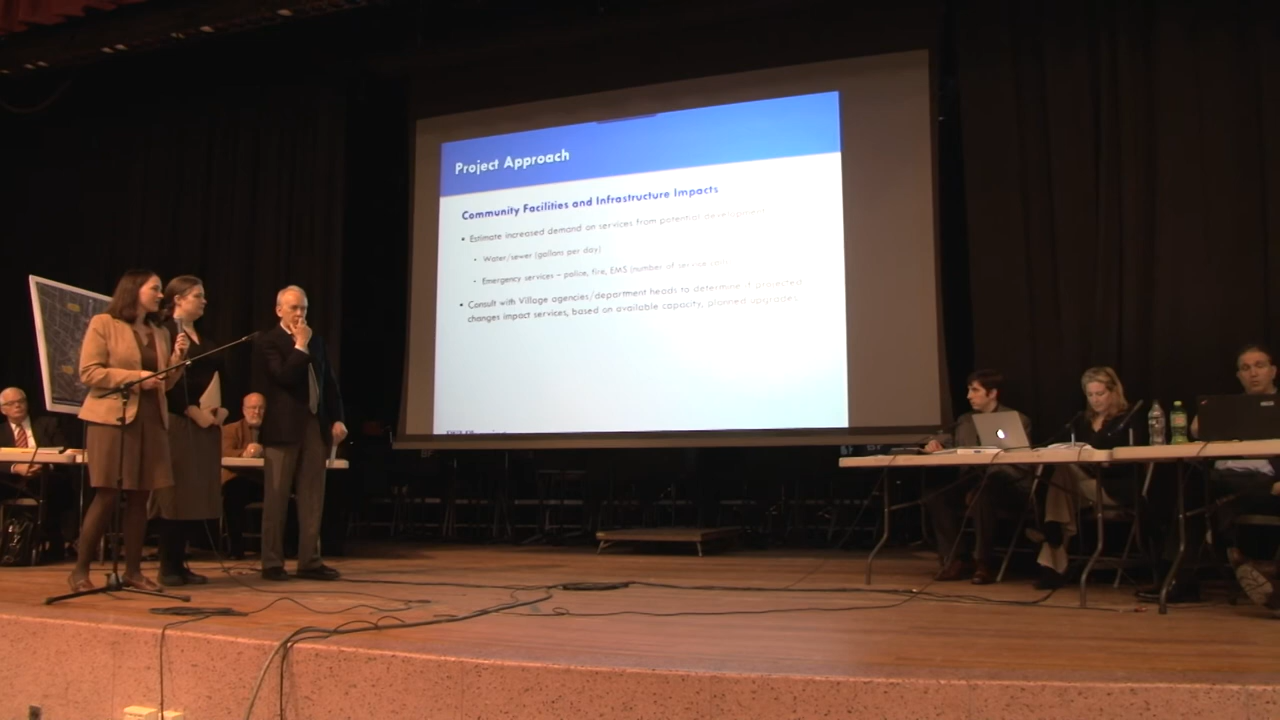 Project Approach
Community Facilities and Infrastructure Impacts
▪ Estimate increased demand on services from potential development
▪ Water/sewer (gallons per day)
▪ Emergency services – police, fire, EMS (number of service calls)
▪ Consult with Village agencies/department heads to determine if projected
changes impact services, based on available capacity, planned upgrades